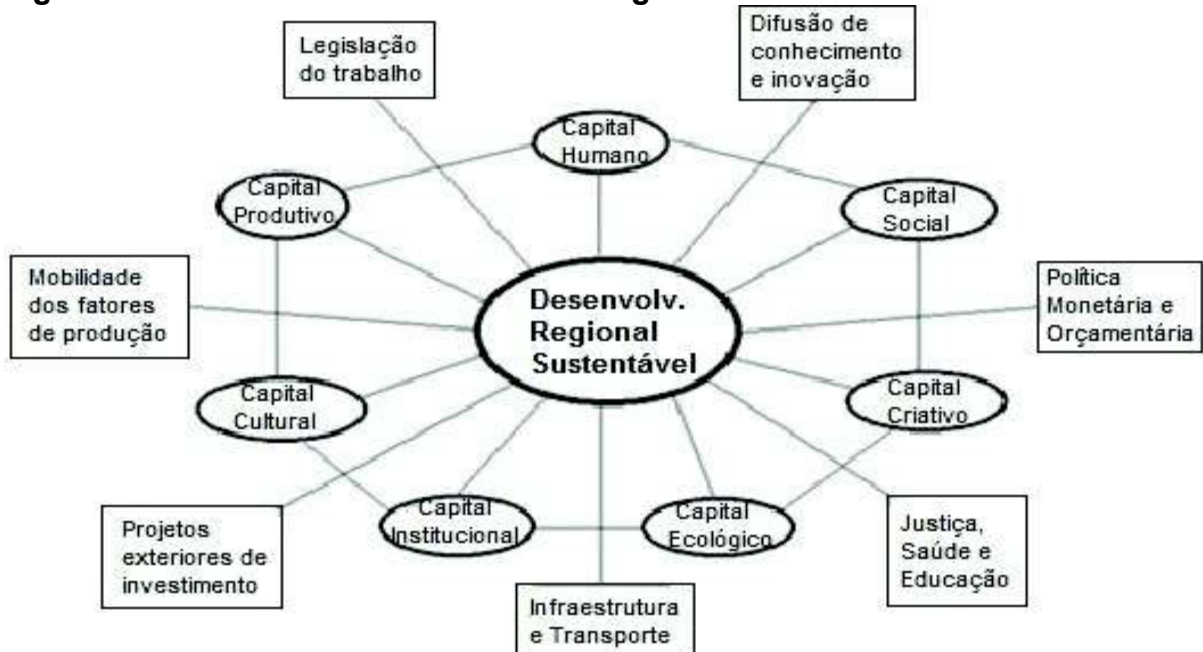 Legislação
do trabalho
Difusão de
conhecimento
e inovação
Capital
Humano
Capital
Produtivo
Capital
Social
Mobilidade
dos fatores
de produção
Desenvolv.
Regional
Sustentável
Política
Monetária e
Orçamentária
Capital
Cultural
Capital
Criativo
Projetos
exteriores de
investimento
Capital
Institucional
Capital
Ecológico
Justiça,
Saúde e
Educação
Infraestrutura
e Transporte